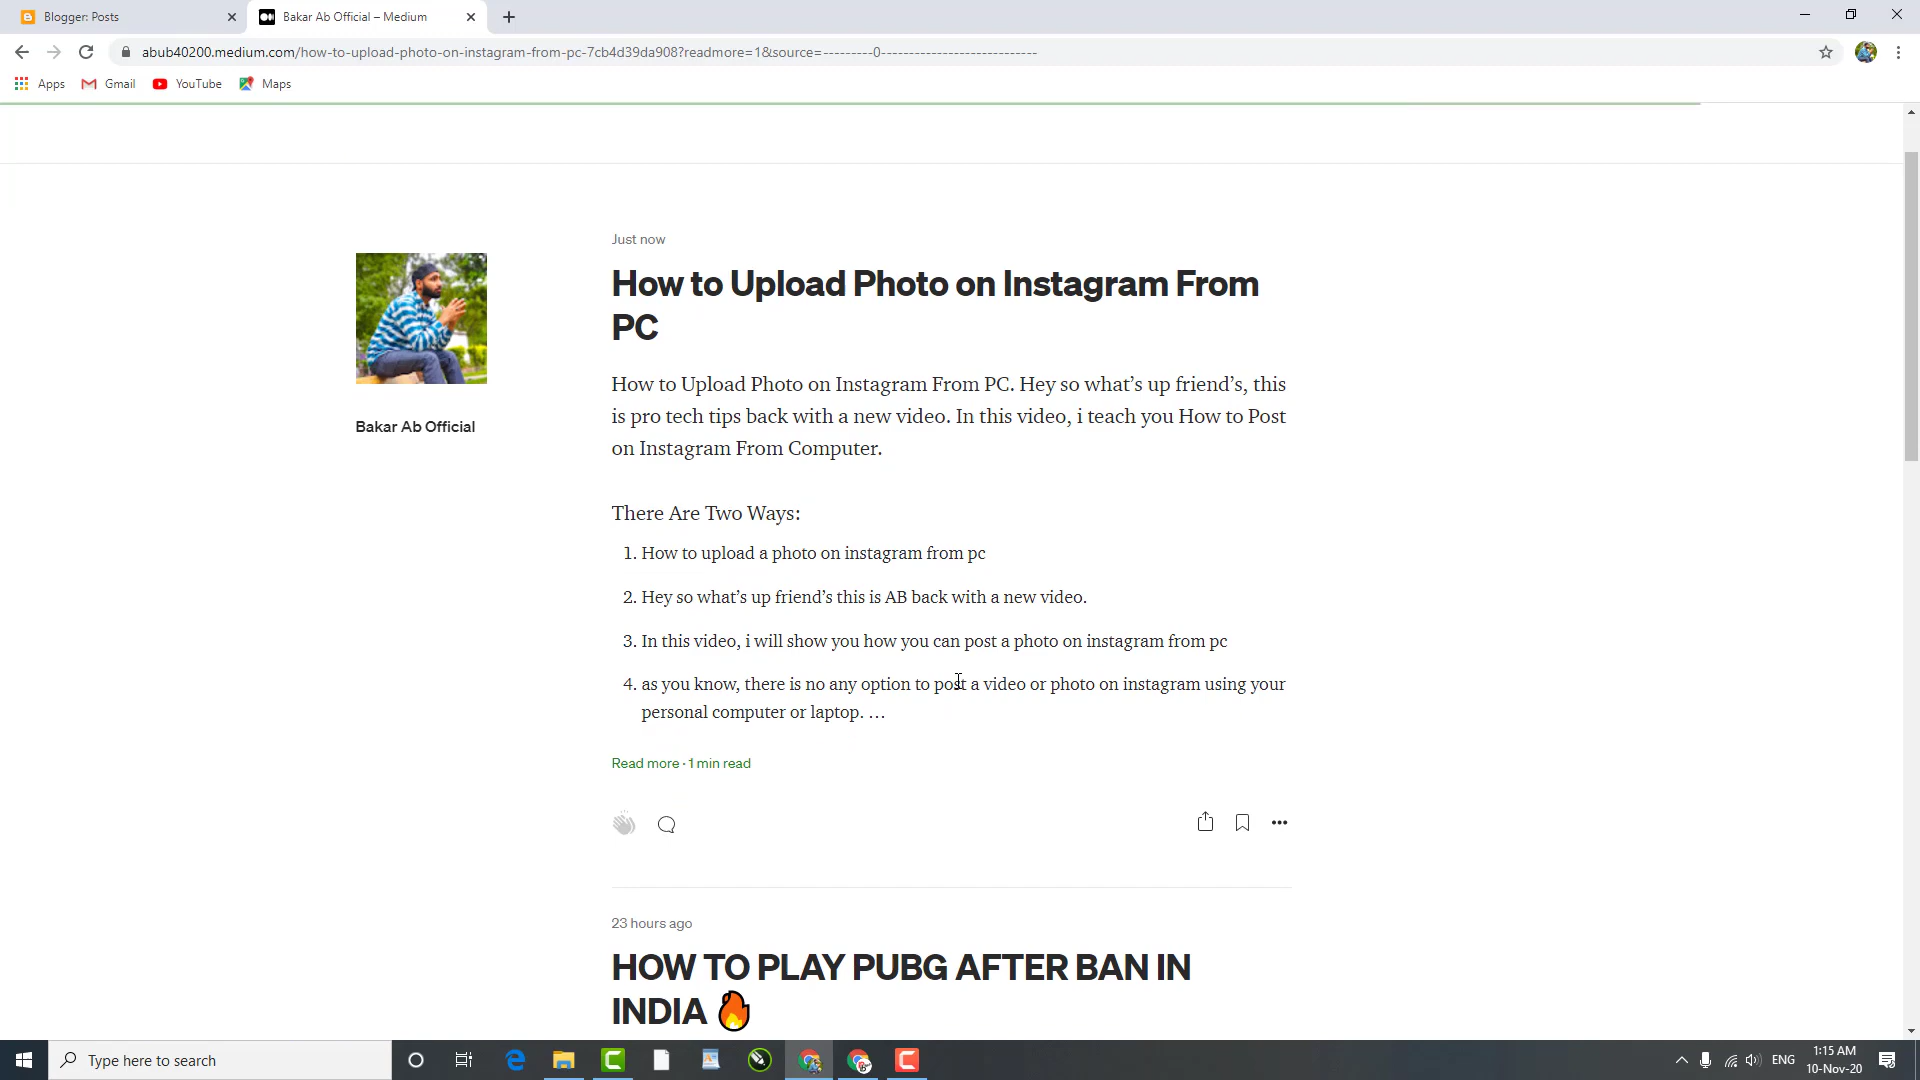 Blogger: Posts
Bakar Ab Official – Medium
abub40200.medium.com/how-to-upload-photo-on-instagram-from-pc-7cb4d39da908?readmore=1&source=---------0----------------------------
Apps
Gmail
YouTube
Maps
Just now
How to Upload Photo on Instagram From
PC
Bakar Ab Official
How to Upload Photo on Instagram From PC. Hey so what’s up friend’s, this
is pro tech tips back with a new video. In this video, i teach you How to Post
on Instagram From Computer.
There Are Two Ways:
1. How to upload a photo on instagram from pc
2. Hey so what’s up friend’s this is AB back with a new video.
3. In this video, i will show you how you can post a photo on instagram from pc
4. as you know, there is no any option to post a video or photo on instagram using your
personal computer or laptop. …
Read more · 1 min read
23 hours ago
HOW TO PLAY PUBG AFTER BAN IN
INDIA 🔥
Type here to search
ENG
1:15 AM
10-Nov-20